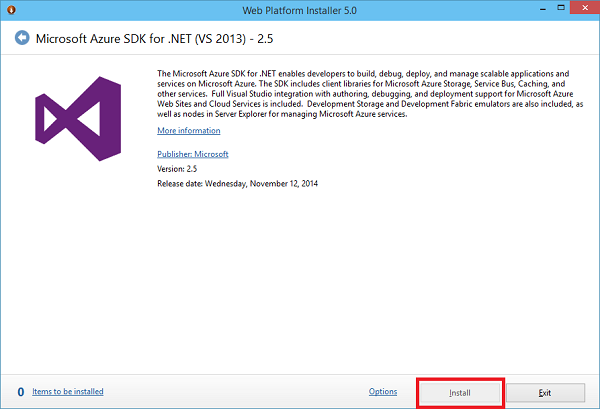 Web Platform Installer 5.0
Microsoft Azure SDK for .NET (VS 2013) - 2.5
The Microsoft Azure SDK for .NET enables developers to build, debug, deploy, and manage scalable applications and
services on Microsoft Azure. The SDK includes client libraries for Microsoft Azure Storage, Service Bus, Caching, and
other services.  Full Visual Studio integration with authoring, debugging, and deployment support for Microsoft Azure
Web Sites and Cloud Services is included.  Development Storage and Development Fabric emulators are also included, as
well as nodes in Server Explorer for managing Microsoft Azure services.
More information
Publisher: Microsoft
Version: 2.5
Release date: Wednesday, November 12, 2014
0 Items to be installed Options Install Exit